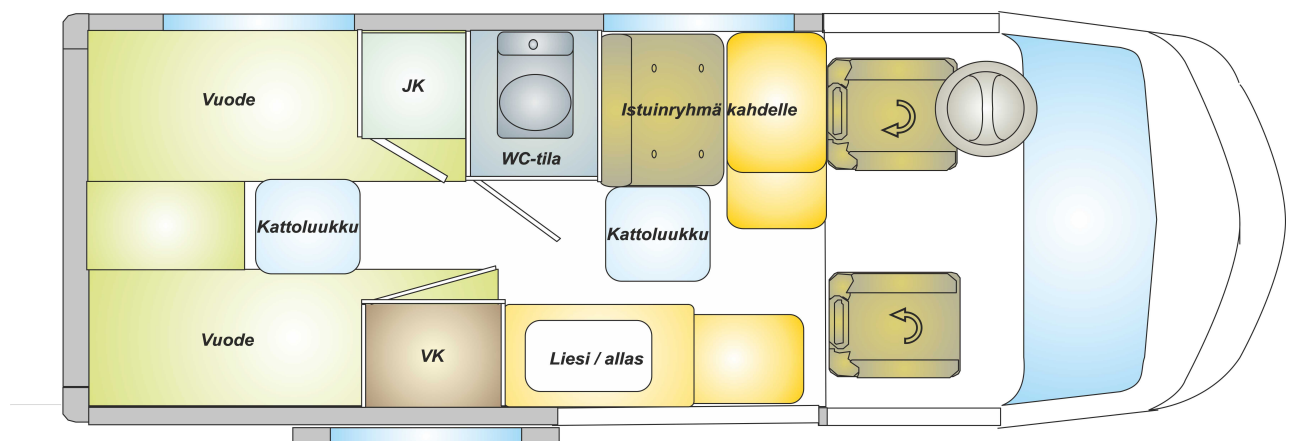 Vuode
JK
WC-tila
Istuinryhmä kahdelle
Kattoluukku
Kattoluukku
Vuode
VK
Liesi / allas